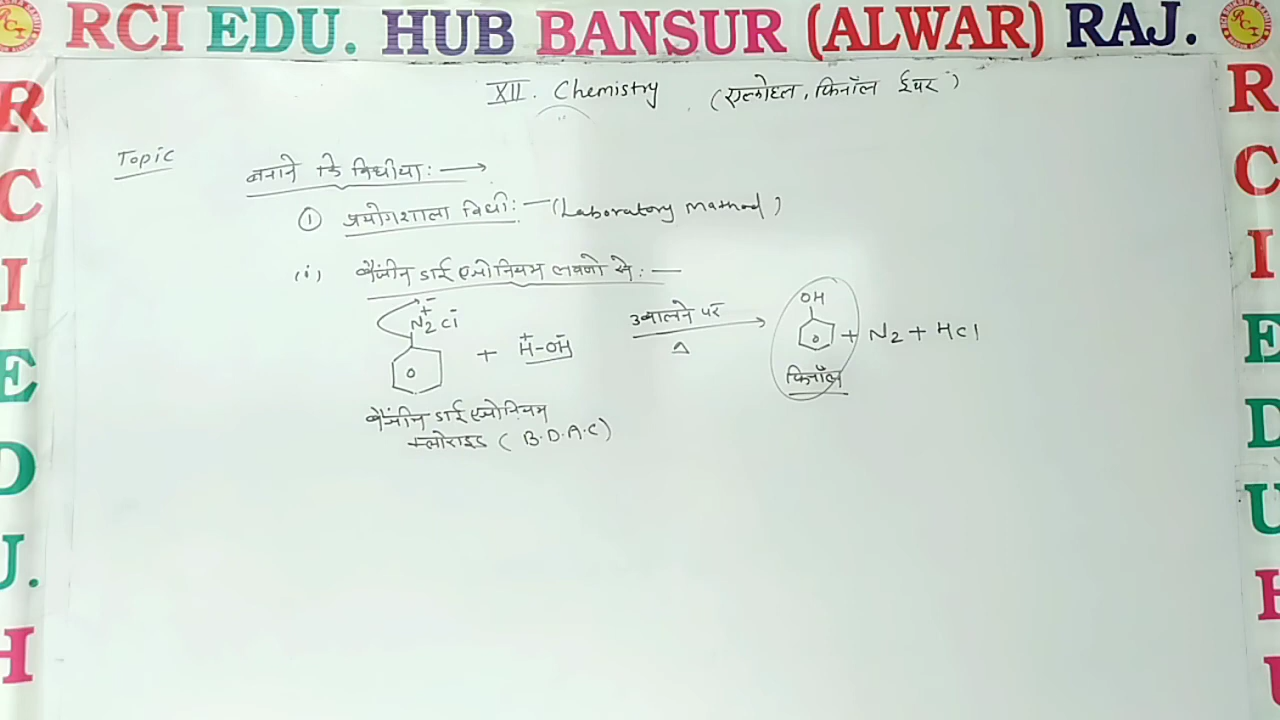 RCI EDU. HUB BANSUR (ALWAR) RAJ.
R
C
I
E
D
U.
H
XII. Chemistry (एल्कोहल, फिनॉल ईथर)
Topic
बनाने कि विधीया: ⟶
① प्रयोगशाला विधी: — (Laboratory Mathod)
(i) बैंजीन डाई एजोनियम लवणो से: —
N₂⁺ Cl⁻ + H⁺-OH⁻ उबालने पर ⟶ Δ OH + N₂ + HCl
फिनॉल
बैंजीन डाई एजोनियम
क्लोराइड ( B.D.A.C)
R
C
I
E
D
U
H
U